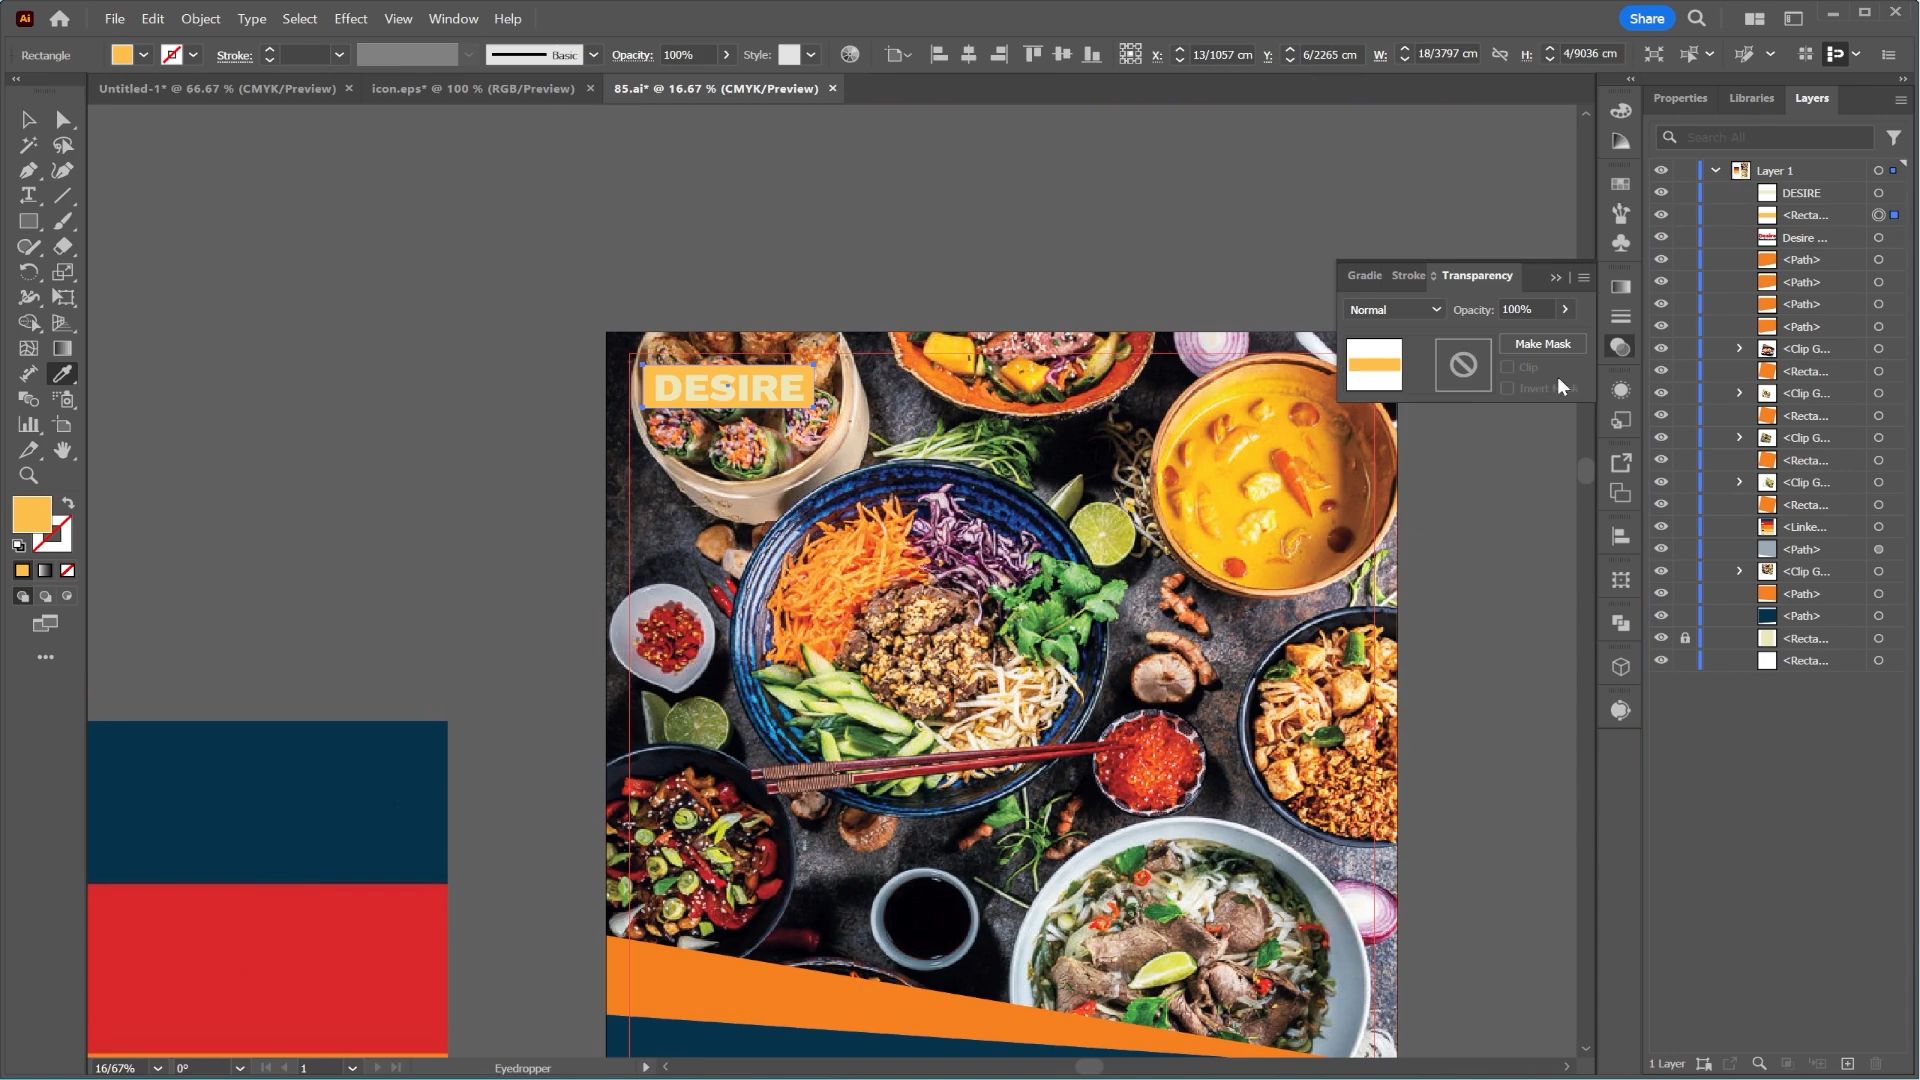 File Edit Object Type Select Effect View Window Help
Share
Rectangle
Stroke:
Basic
Opacity: 100%
Style:
X: 13/1057 cm
Y: 6/2265 cm
W: 18/3797 cm
H: 4/9036 cm
Untitled-1* @ 66.67 % (CMYK/Preview)
icon.eps* @ 100 % (RGB/Preview)
85.ai* @ 16.67 % (CMYK/Preview)
Properties Libraries Layers
Search All
Layer 1
DESIRE
<Recta...
Desire ...
<Path>
<Path>
<Path>
<Path>
<Clip G...
<Path>
<Clip G...
<Recta...
<Clip G...
<Recta...
<Clip G...
<Recta...
<Linke...
<Path>
<Clip G...
<Path>
<Path>
<Recta...
<Recta...
Gradie Stroke Transparency
Normal
Opacity: 100%
Make Mask
Clip
DESIRE
16/67%
0°
1
Eyedropper
1 Layer